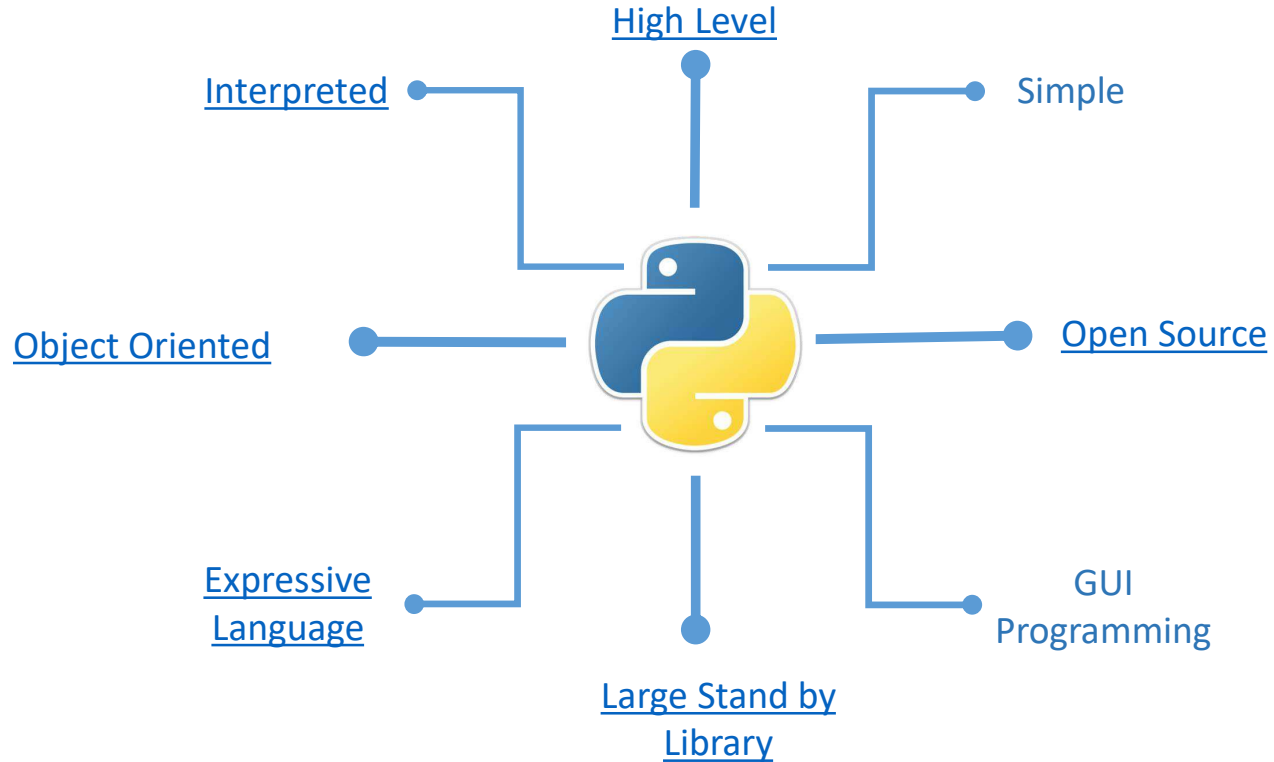 High Level
Interpreted
Simple
Object Oriented
Open Source
Expressive
Language
GUI
Programming
Large Stand by
Library